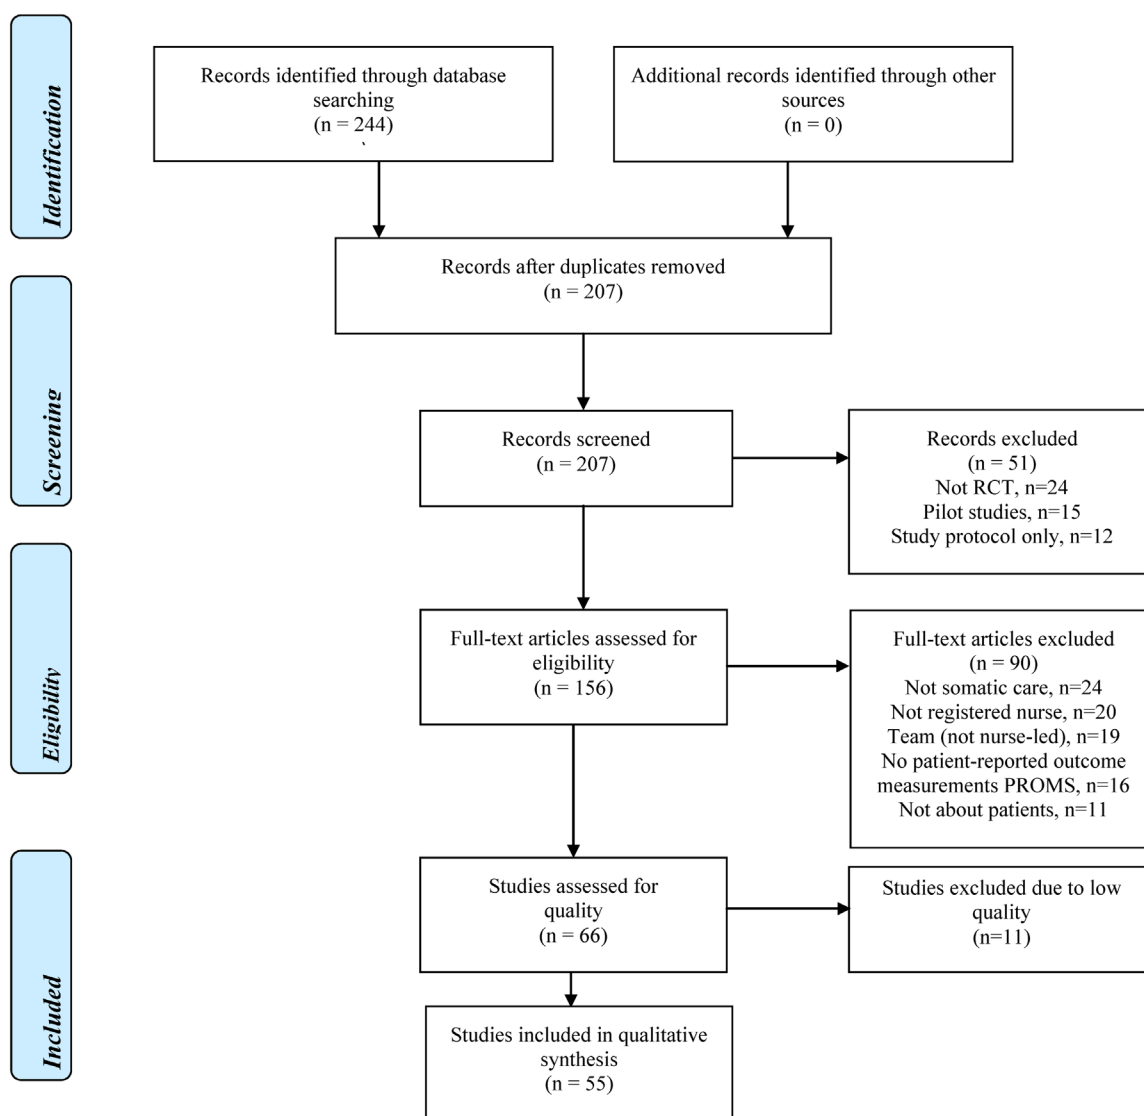 Identification
Records identified through database
searching
(n = 244)
Additional records identified through other
sources
(n = 0)
Records after duplicates removed
(n = 207)
Screening
Records screened
(n = 207)
Records excluded
(n = 51)
Not RCT, n=24
Pilot studies, n=15
Study protocol only, n=12
Eligibility
Full-text articles assessed for
eligibility
(n = 156)
Full-text articles excluded
(n = 90)
Not somatic care, n=24
Not registered nurse, n=20
Team (not nurse-led), n=19
No patient-reported outcome
measurements PROMS, n=16
Not about patients, n=11
Included
Studies assessed for
quality
(n = 66)
Studies excluded due to low
quality
(n=11)
Studies included in qualitative
synthesis
(n = 55)